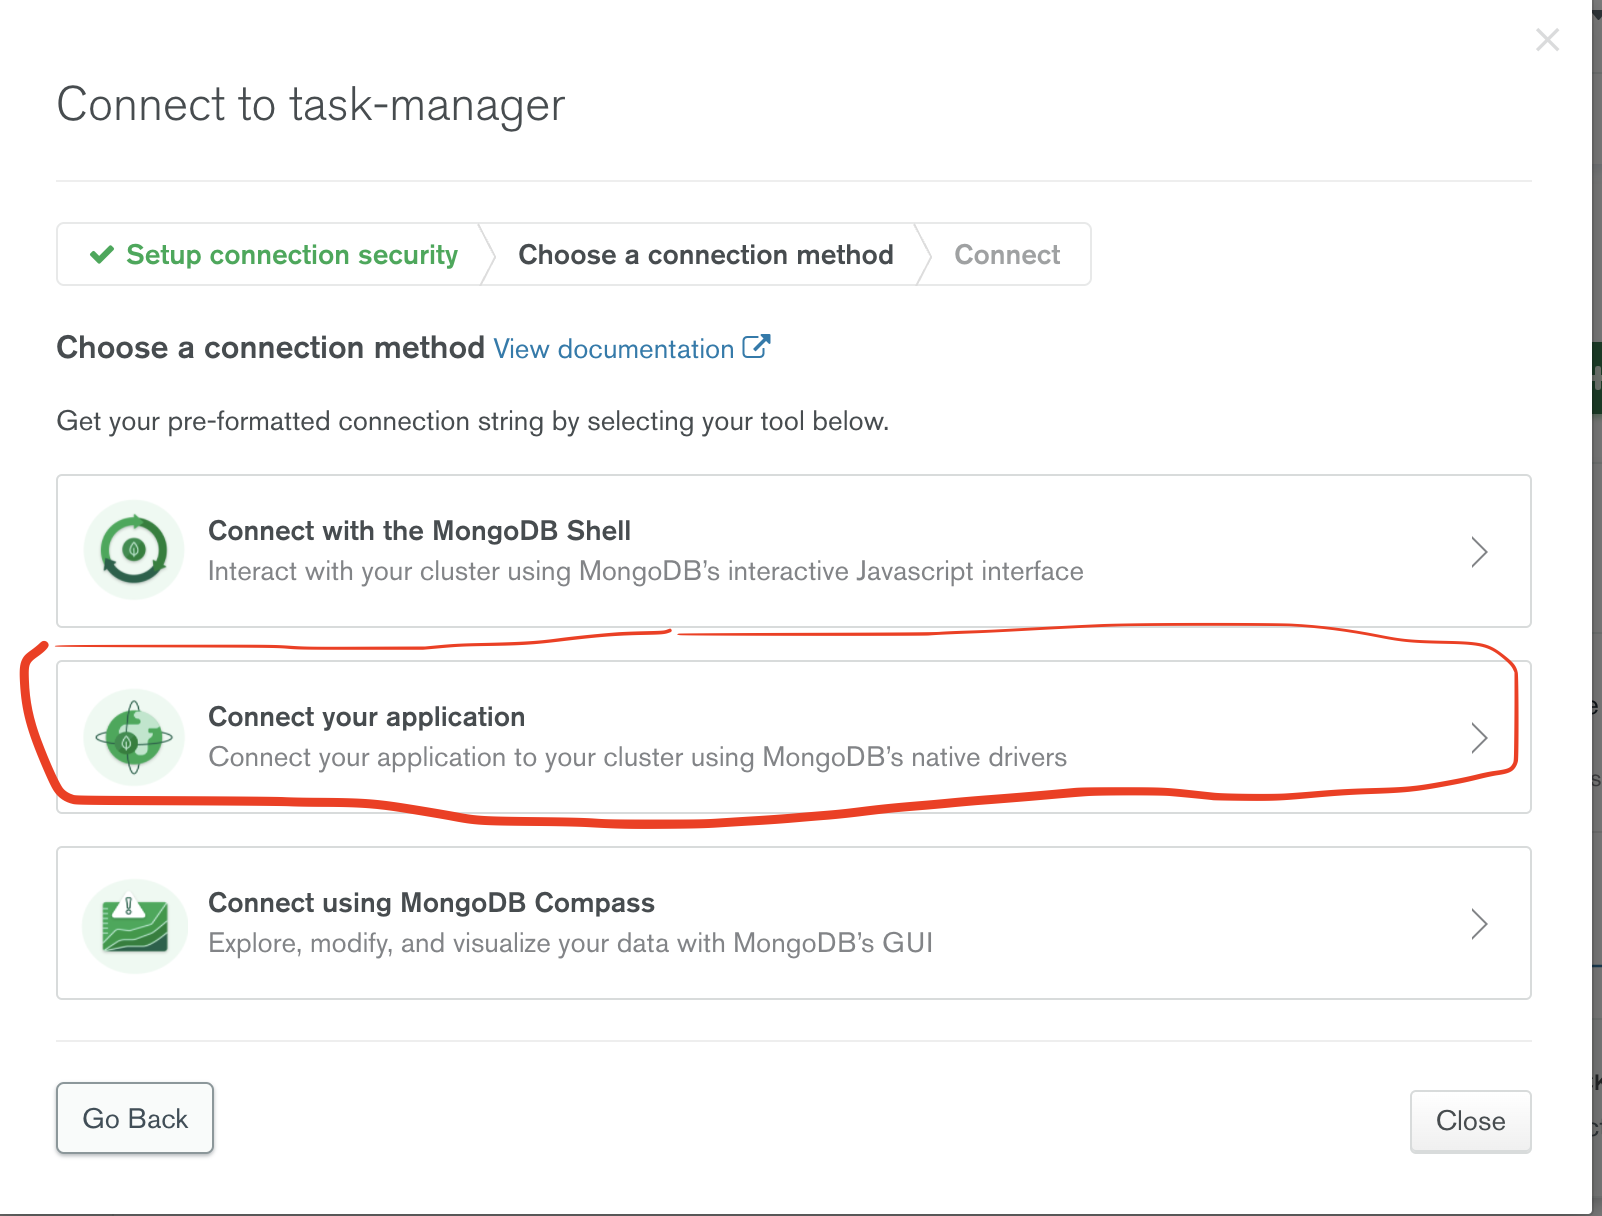 Connect to task-manager
Setup connection security
Choose a connection method
Connect
Choose a connection method View documentation
Get your pre-formatted connection string by selecting your tool below.
Connect with the MongoDB Shell
Interact with your cluster using MongoDB’s interactive Javascript interface
Connect your application
Connect your application to your cluster using MongoDB’s native drivers
Connect using MongoDB Compass
Explore, modify, and visualize your data with MongoDB’s GUI
Go Back
Close